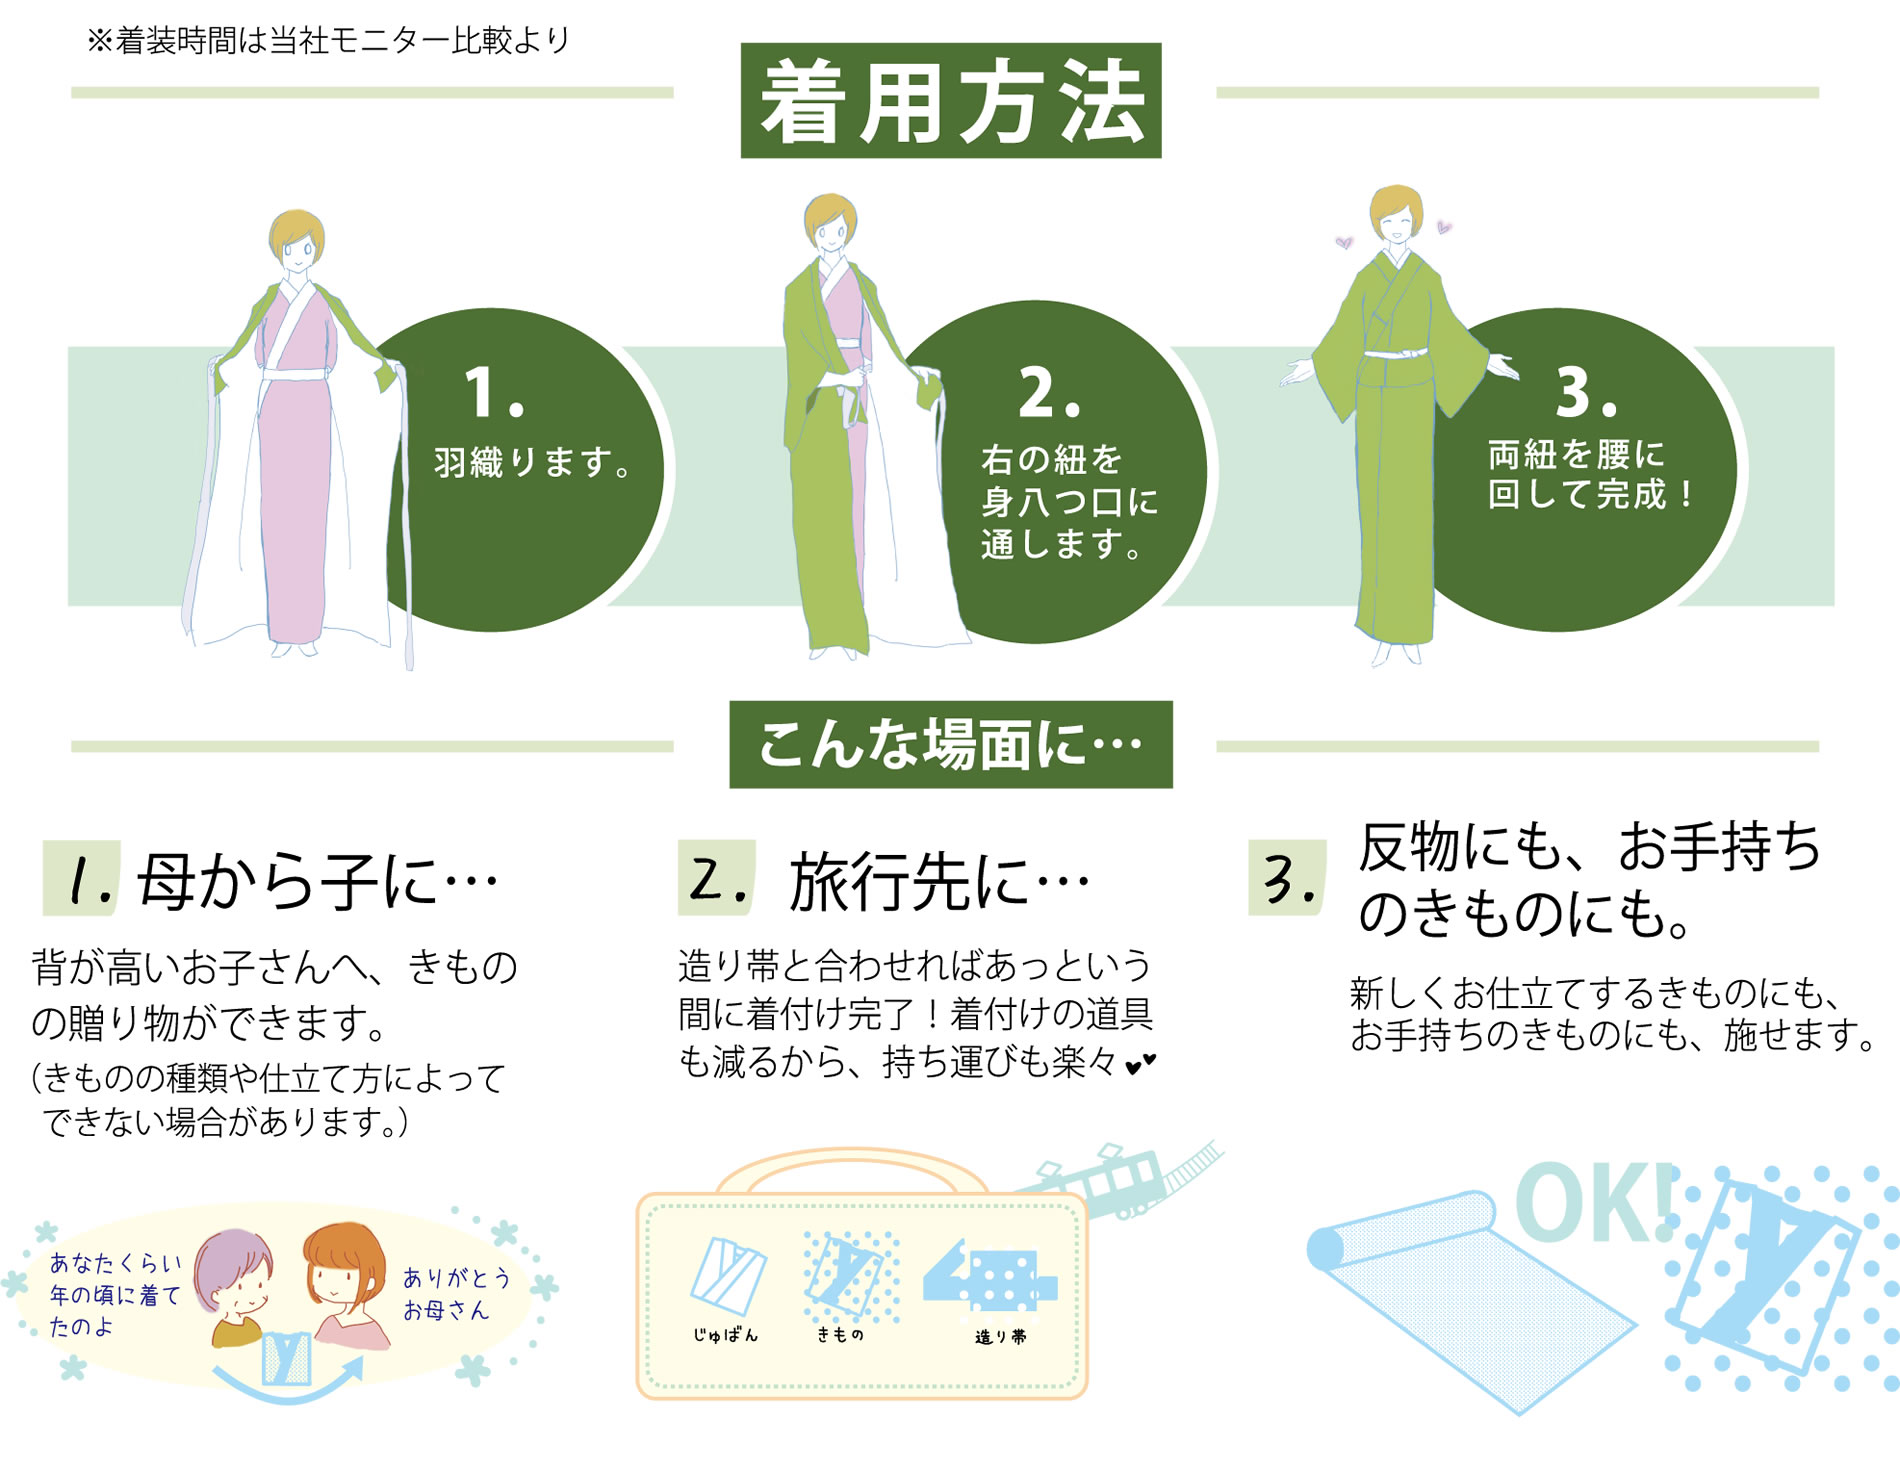 ※着装時間は当社モニター比較より
着用方法
1.
羽織ります。
2.
右の紐を
身八つ口に
通します。
3.
両紐を腰に
回して完成！
こんな場面に…
1. 母から子に…
背が高いお子さんへ、きもの
の贈り物ができます。
（きものの種類や仕立て方によって
できない場合があります。）
あなたくらい
年の頃に着て
たのよ
ありがとう
お母さん
2. 旅行先に…
造り帯と合わせればあっという
間に着付け完了！着付けの道具
も減るから、持ち運びも楽々♥♥
じゅばん
きもの
造り帯
3. 反物にも、お手持ち
のきものにも。
新しくお仕立てするきものにも、
お手持ちのきものにも、施せます。
OK!